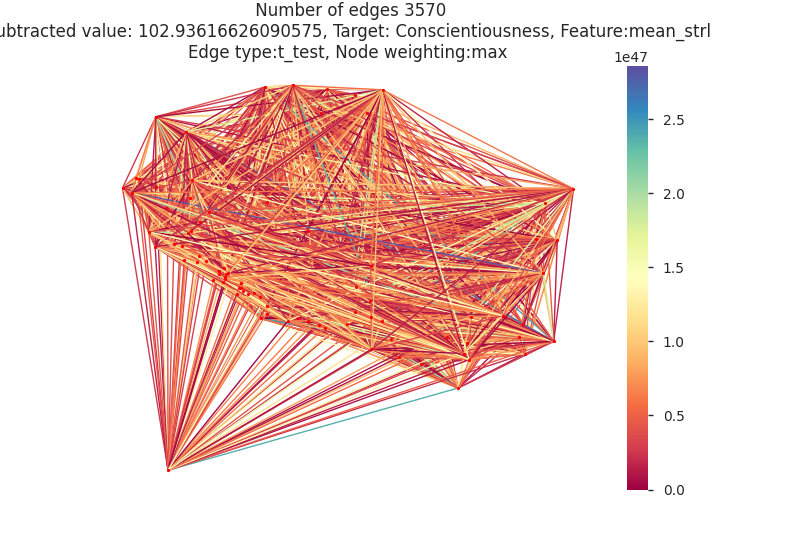 Number of edges 3570
ubtracted value: 102.93616626090575, Target: Conscientiousness, Feature:mean_strl
Edge type:t_test, Node weighting:max
1e47
2.5
2.0
1.5
1.0
0.5
0.0